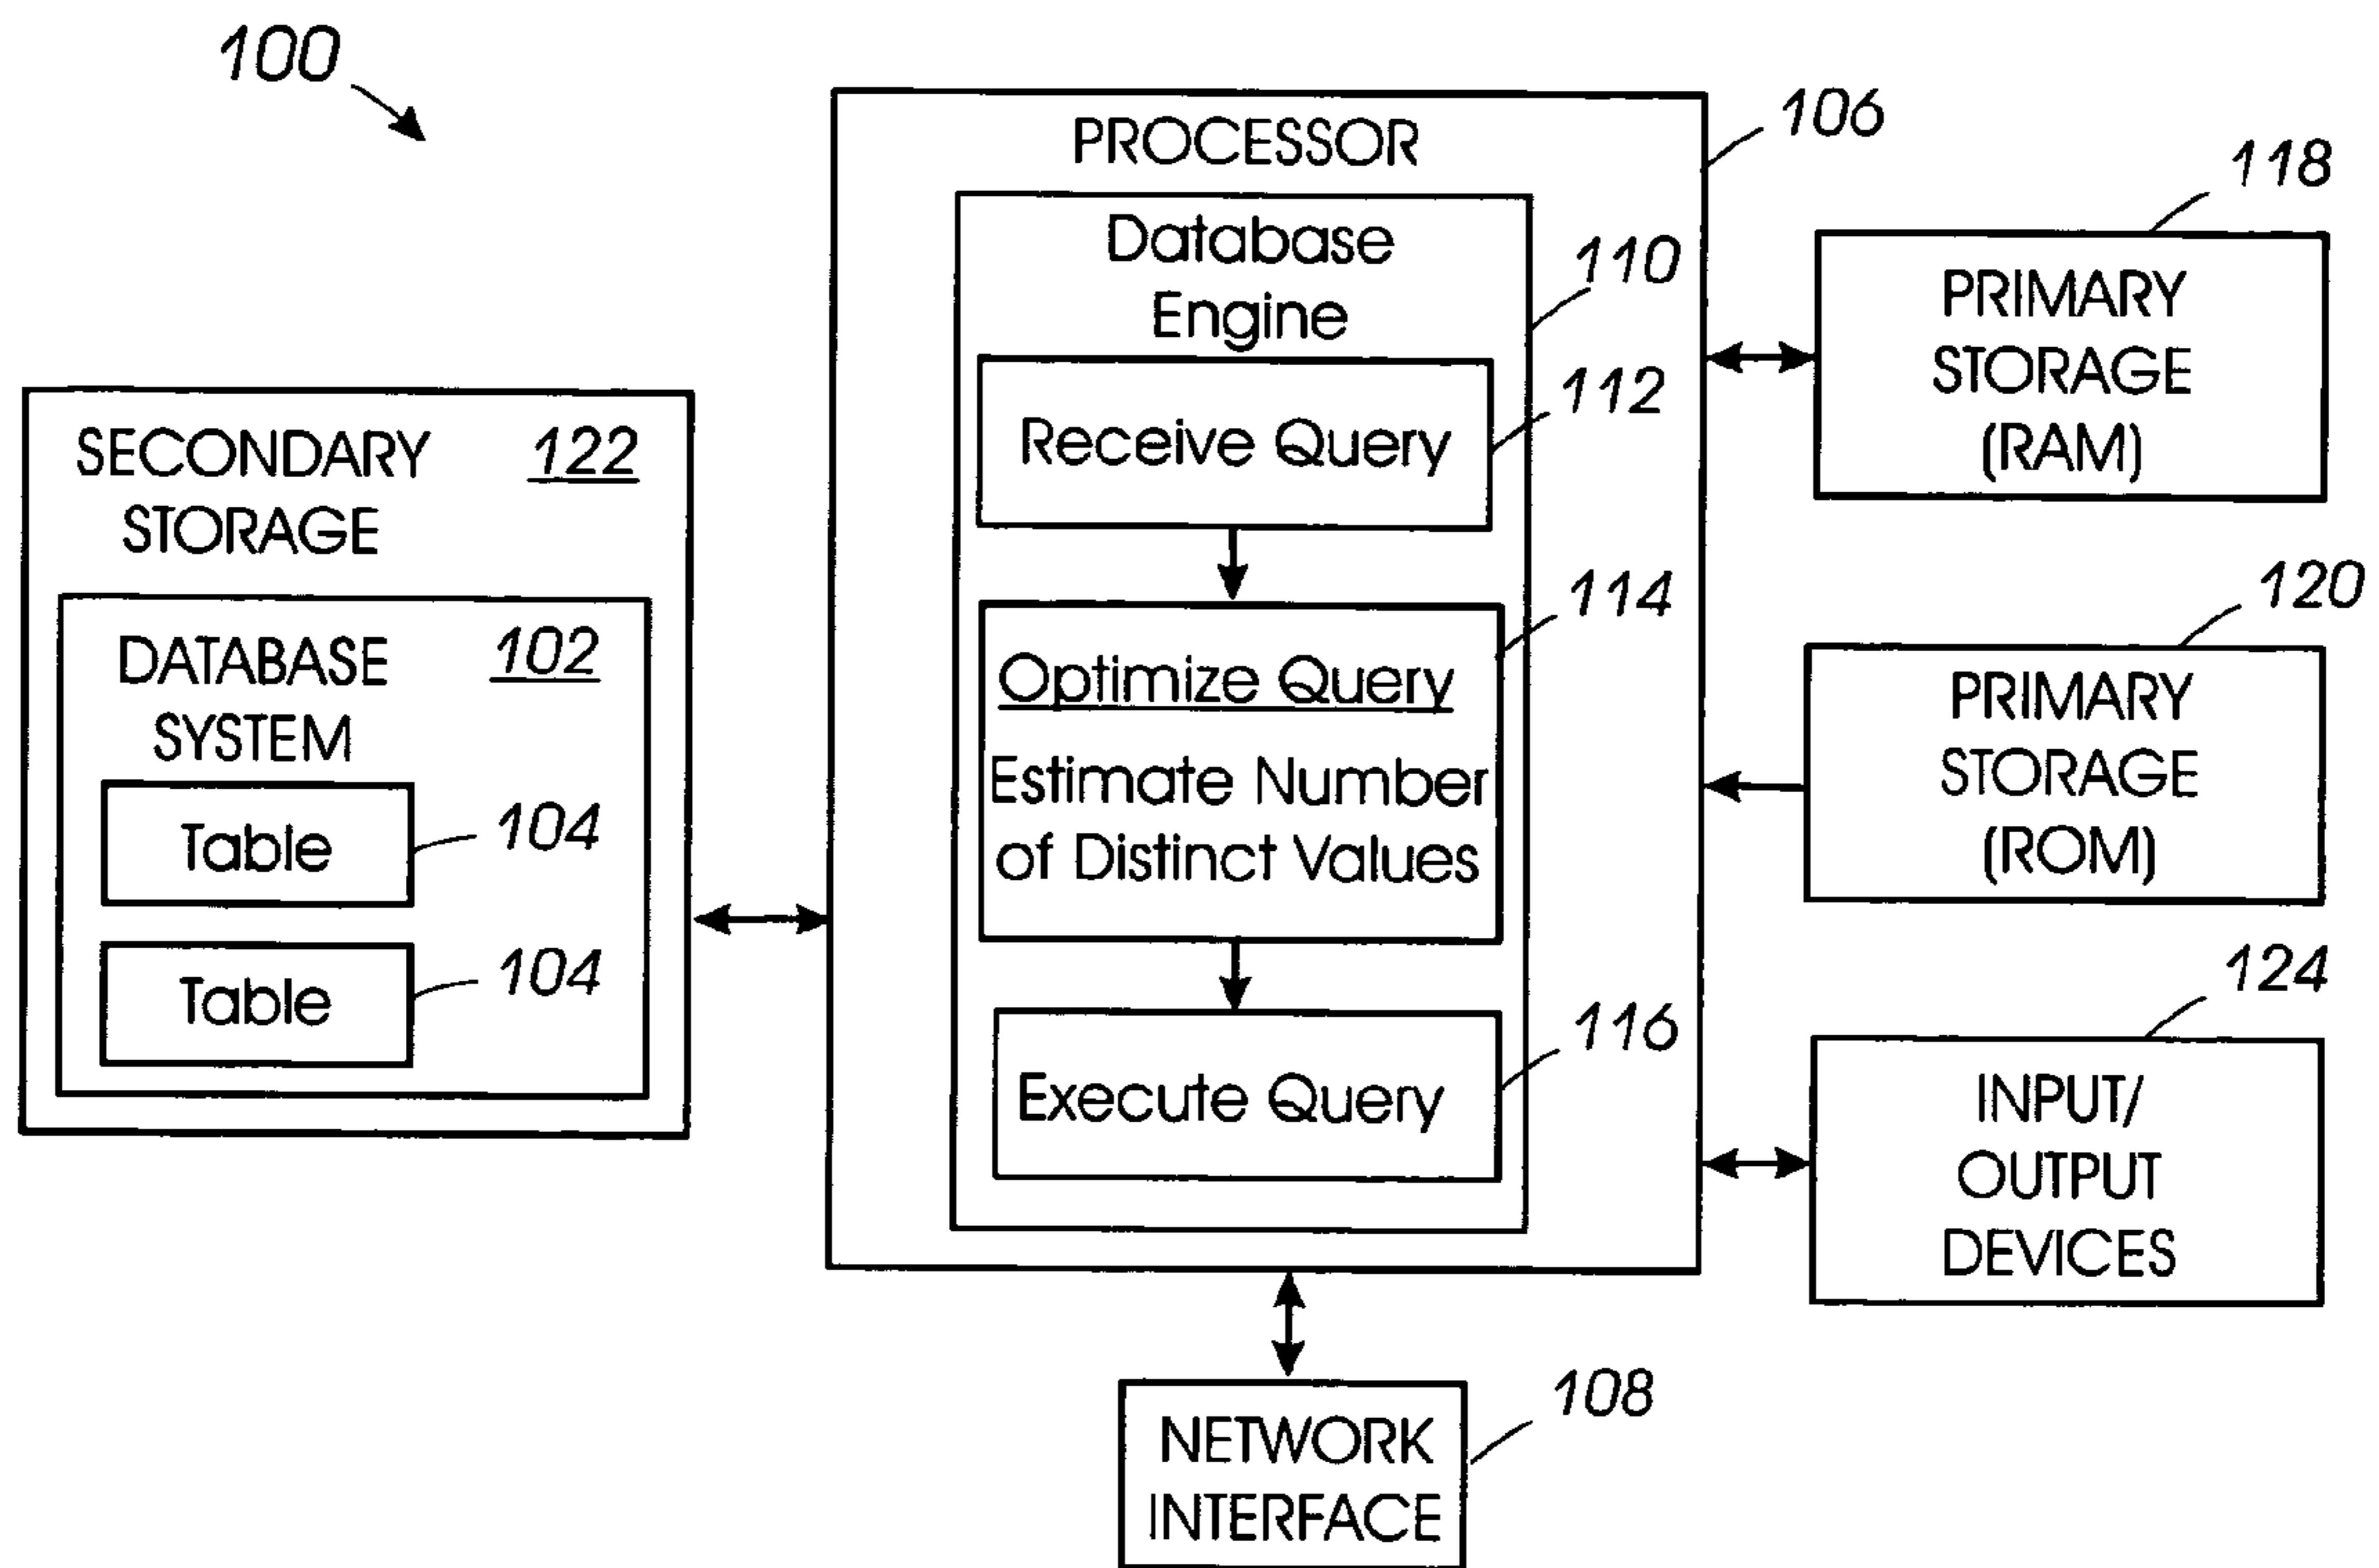 100
PROCESSOR
106
Database
Engine
110
Receive Query
112
Optimize Query
114
Estimate Number
of Distinct Values
Execute Query
116
SECONDARY
122
STORAGE
DATABASE
102
SYSTEM
Table
104
Table
104
118
PRIMARY
STORAGE
(RAM)
120
PRIMARY
STORAGE
(ROM)
124
INPUT/
OUTPUT
DEVICES
108
NETWORK
INTERFACE